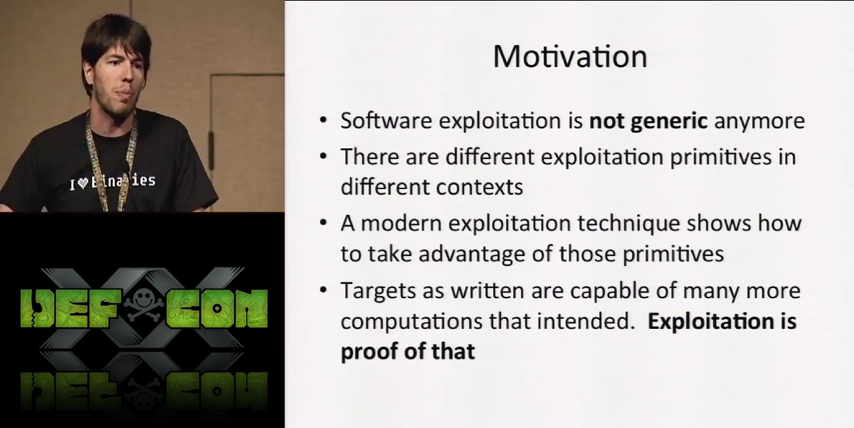 I ♥ Binaries
DEFCON
XX
Motivation
• Software exploitation is not generic anymore
• There are different exploitation primitives in
different contexts
• A modern exploitation technique shows how
to take advantage of those primitives
• Targets as written are capable of many more
computations that intended. Exploitation is
proof of that